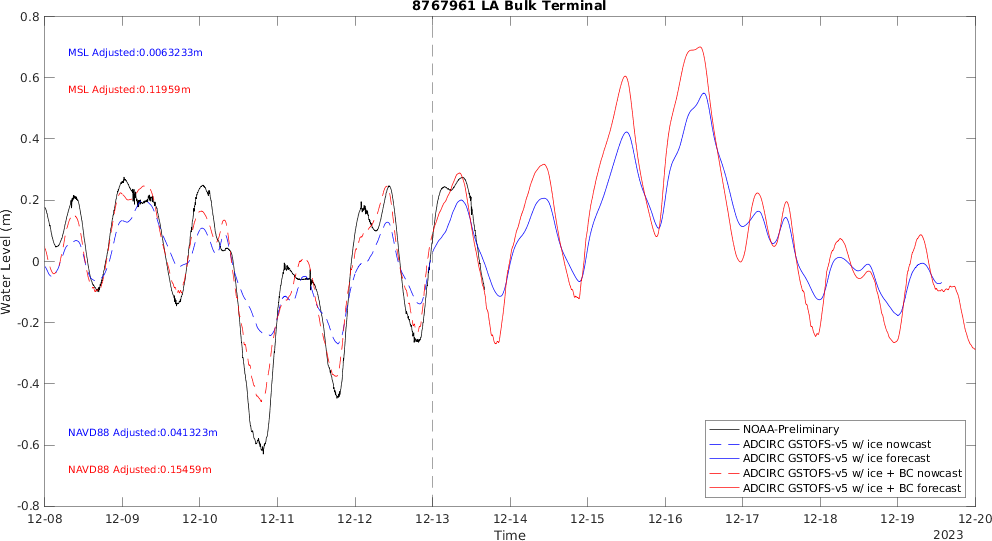 8767961 LA Bulk Terminal
0.8
MSL Adjusted:0.0063233m
0.6
MSL Adjusted:0.11959m
0.4
0.2
0
-0.2
-0.4
-0.6
-0.8
Water Level (m)
NAVD88 Adjusted:0.041323m
NAVD88 Adjusted:0.15459m
NOAA-Preliminary
ADCIRC GSTOFS-v5 w/ ice nowcast
ADCIRC GSTOFS-v5 w/ ice forecast
ADCIRC GSTOFS-v5 w/ ice + BC nowcast
ADCIRC GSTOFS-v5 w/ ice + BC forecast
12-08 12-09 12-10 12-11 12-12 12-13 12-14 12-15 12-16 12-17 12-18 12-19 12-20
Time
2023